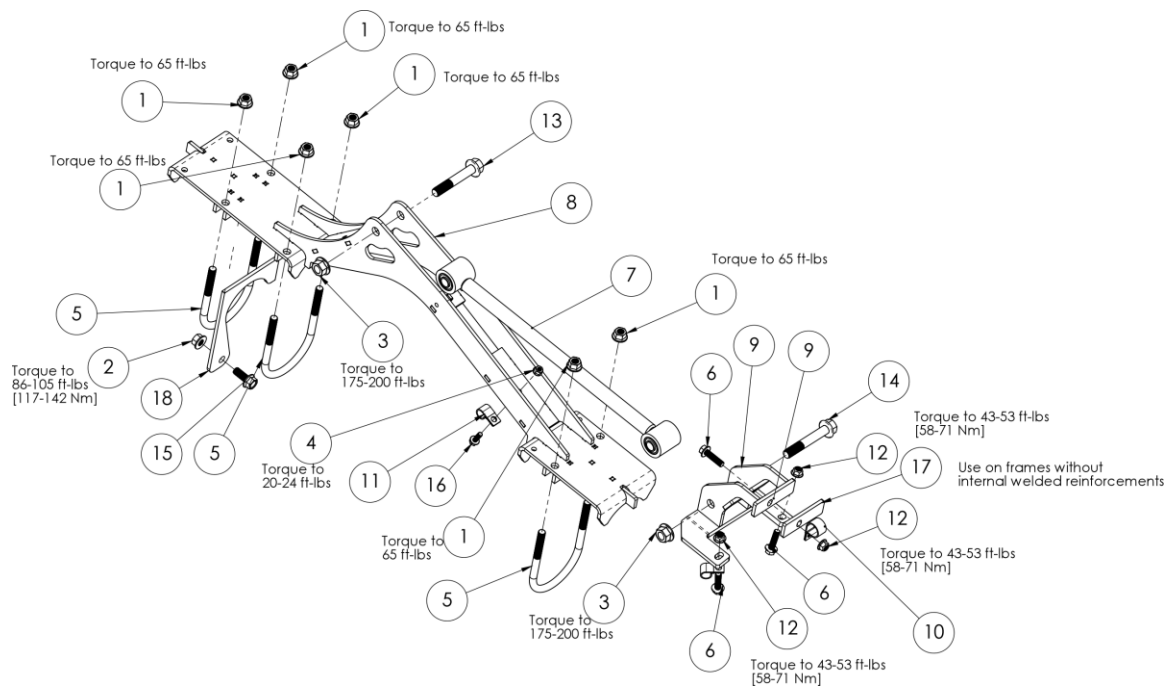 1
Torque to 65 ft-lbs
Torque to 65 ft-lbs
1
1
Torque to 65 ft-lbs
13
Torque to 65 ft-lbs
1
8
Torque to 65 ft-lbs
7
1
5
9
9
6
14
2
3
Torque to
86-105 ft-lbs
[117-142 Nm]
Torque to
175-200 ft-lbs
Torque to 43-53 ft-lbs
[58-71 Nm]
18
12
17
Use on frames without
internal welded reinforcements
15
5
4
11
16
Torque to
20-24 ft-lbs
12
Torque to 43-53 ft-lbs
[58-71 Nm]
Torque to
65 ft-lbs
1
5
3
6
10
Torque to
175-200 ft-lbs
6
12
Torque to 43-53 ft-lbs
[58-71 Nm]